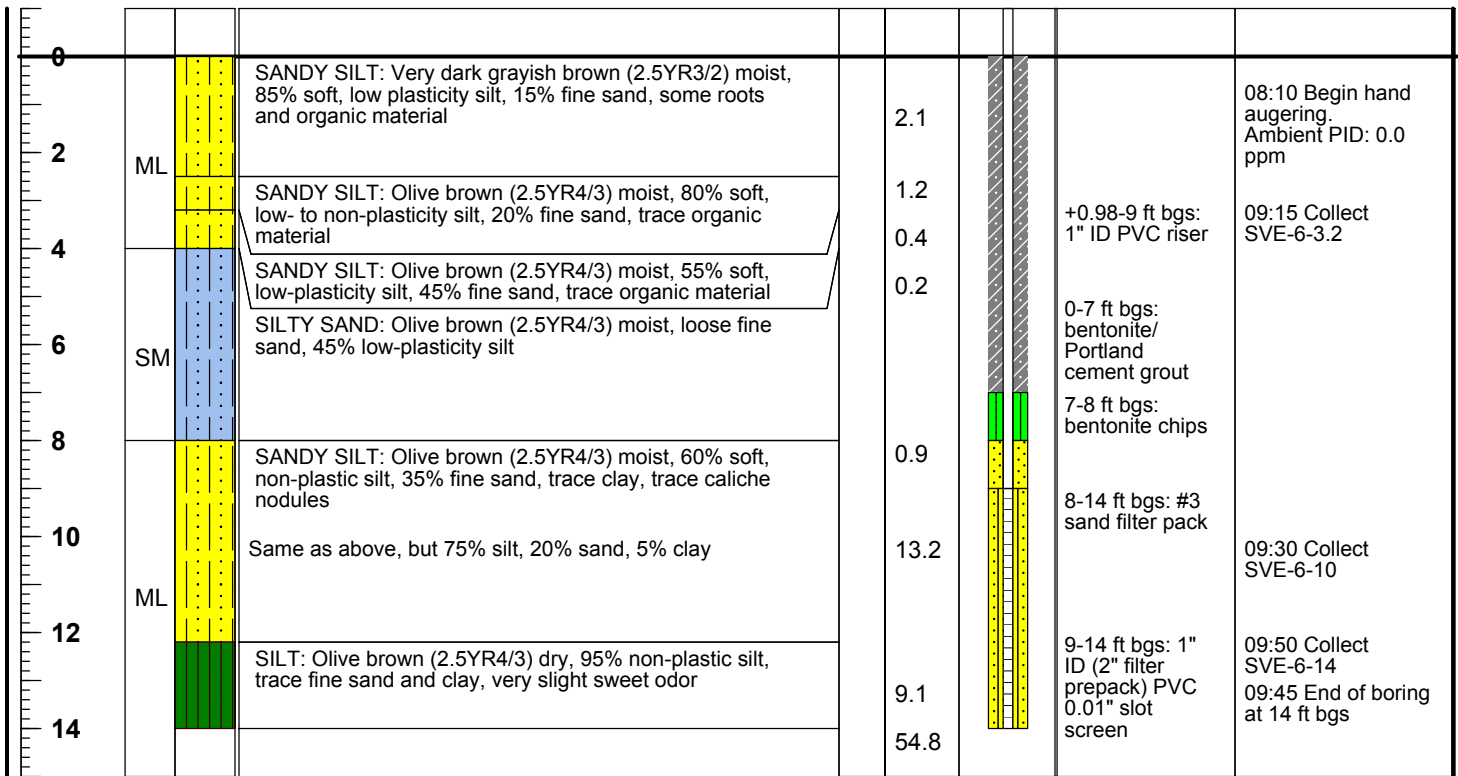 0
2
4
6
8
10
12
14
ML
SM
ML
SANDY SILT: Very dark grayish brown (2.5YR3/2) moist,
85% soft, low plasticity silt, 15% fine sand, some roots
and organic material
SANDY SILT: Olive brown (2.5YR4/3) moist, 80% soft,
low- to non-plasticity silt, 20% fine sand, trace organic
material
SANDY SILT: Olive brown (2.5YR4/3) moist, 55% soft,
low-plasticity silt, 45% fine sand, trace organic material
SILTY SAND: Olive brown (2.5YR4/3) moist, loose fine
sand, 45% low-plasticity silt
SANDY SILT: Olive brown (2.5YR4/3) moist, 60% soft,
non-plastic silt, 35% fine sand, trace clay, trace caliche
nodules
Same as above, but 75% silt, 20% sand, 5% clay
SILT: Olive brown (2.5YR4/3) dry, 95% non-plastic silt,
trace fine sand and clay, very slight sweet odor
2.1
1.2
0.4
0.2
0.9
13.2
9.1
54.8
+0.98-9 ft bgs:
1" ID PVC riser
0-7 ft bgs:
bentonite/
Portland
cement grout
7-8 ft bgs:
bentonite chips
8-14 ft bgs: #3
sand filter pack
9-14 ft bgs: 1"
ID (2" filter
prepack) PVC
0.01" slot
screen
08:10 Begin hand
augering.
Ambient PID: 0.0
ppm
09:15 Collect
SVE-6-3.2
09:30 Collect
SVE-6-10
09:50 Collect
SVE-6-14
09:45 End of boring
at 14 ft bgs